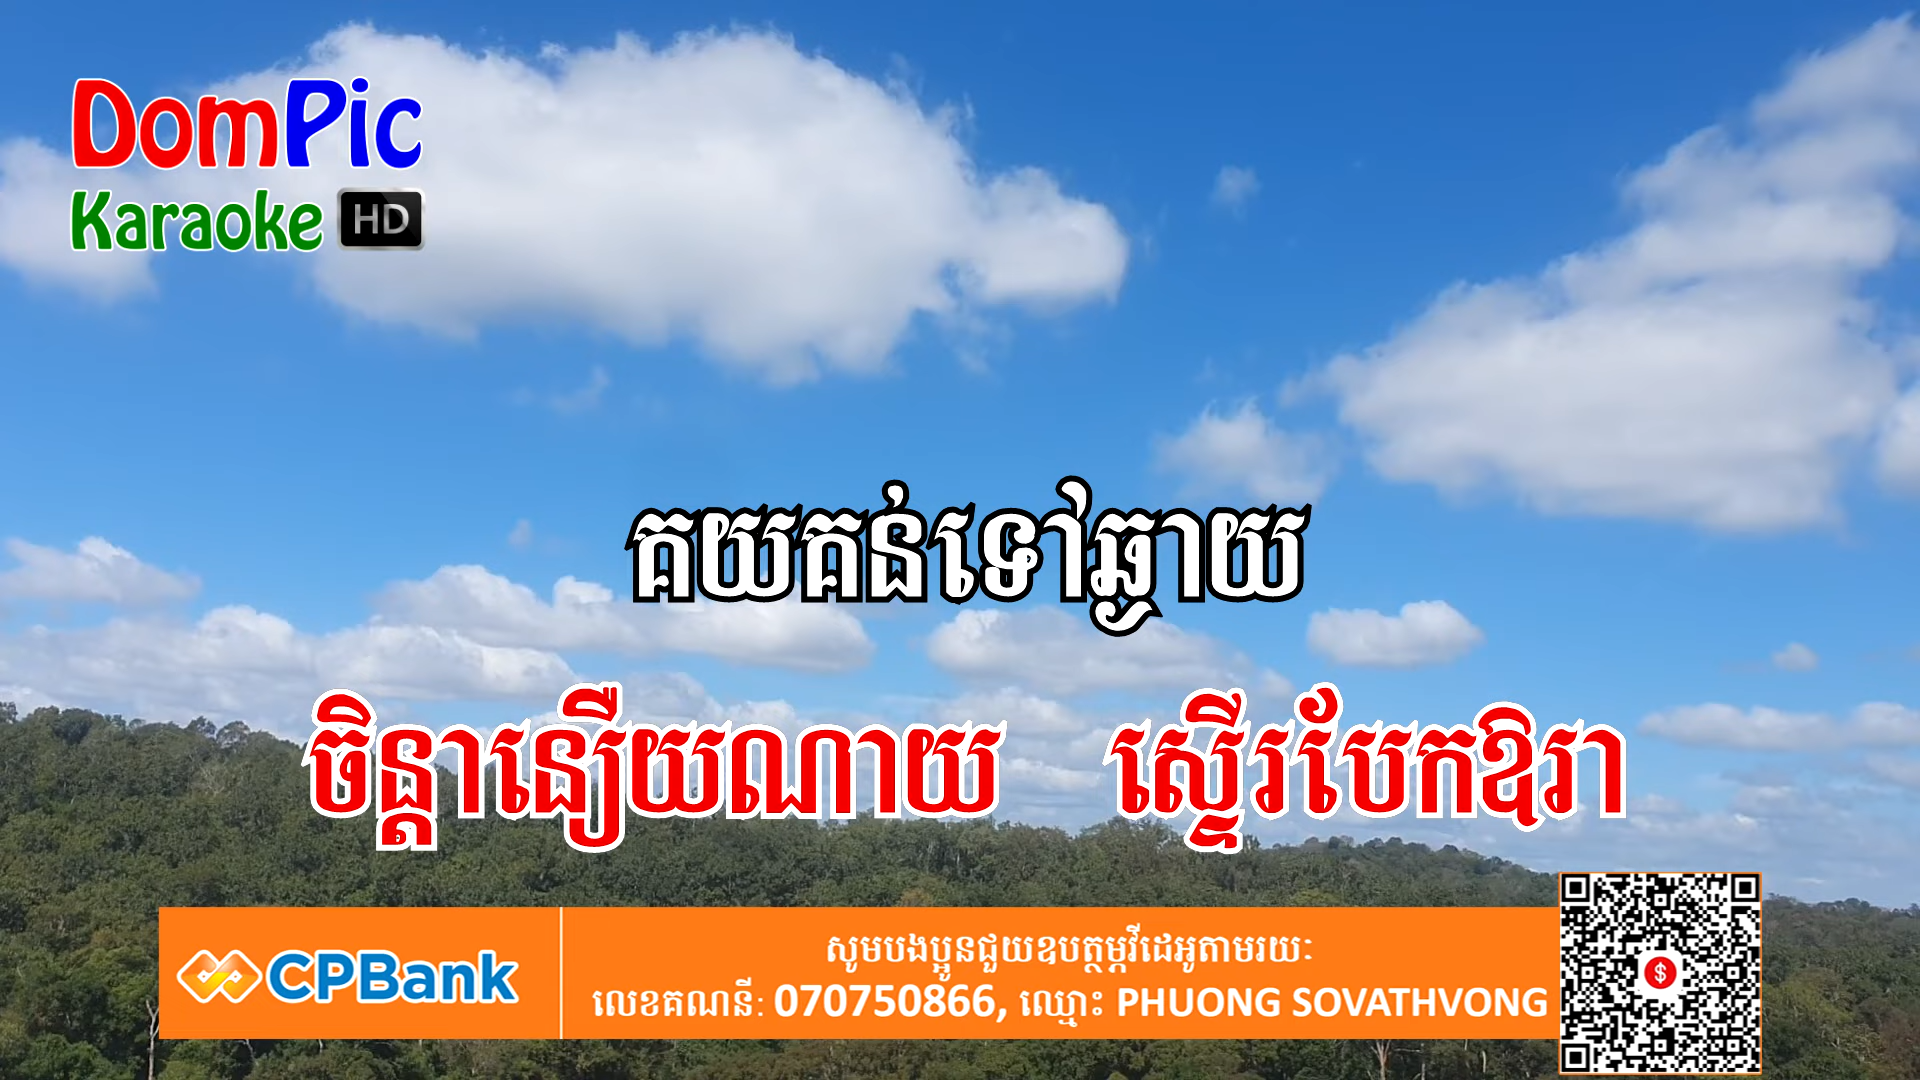 DomPic
Karaoke HD
គយគន់ទៅឆ្ងាយ
ចិន្តានឿយណាយ ស្ទើរបែកឱរា
CPBank
សូមបងប្អូនជួយឧបត្ថម្ភវីដេអូតាមរយៈ
លេខគណនី: 070750866, ឈ្មោះ PHUONG SOVATHVONG